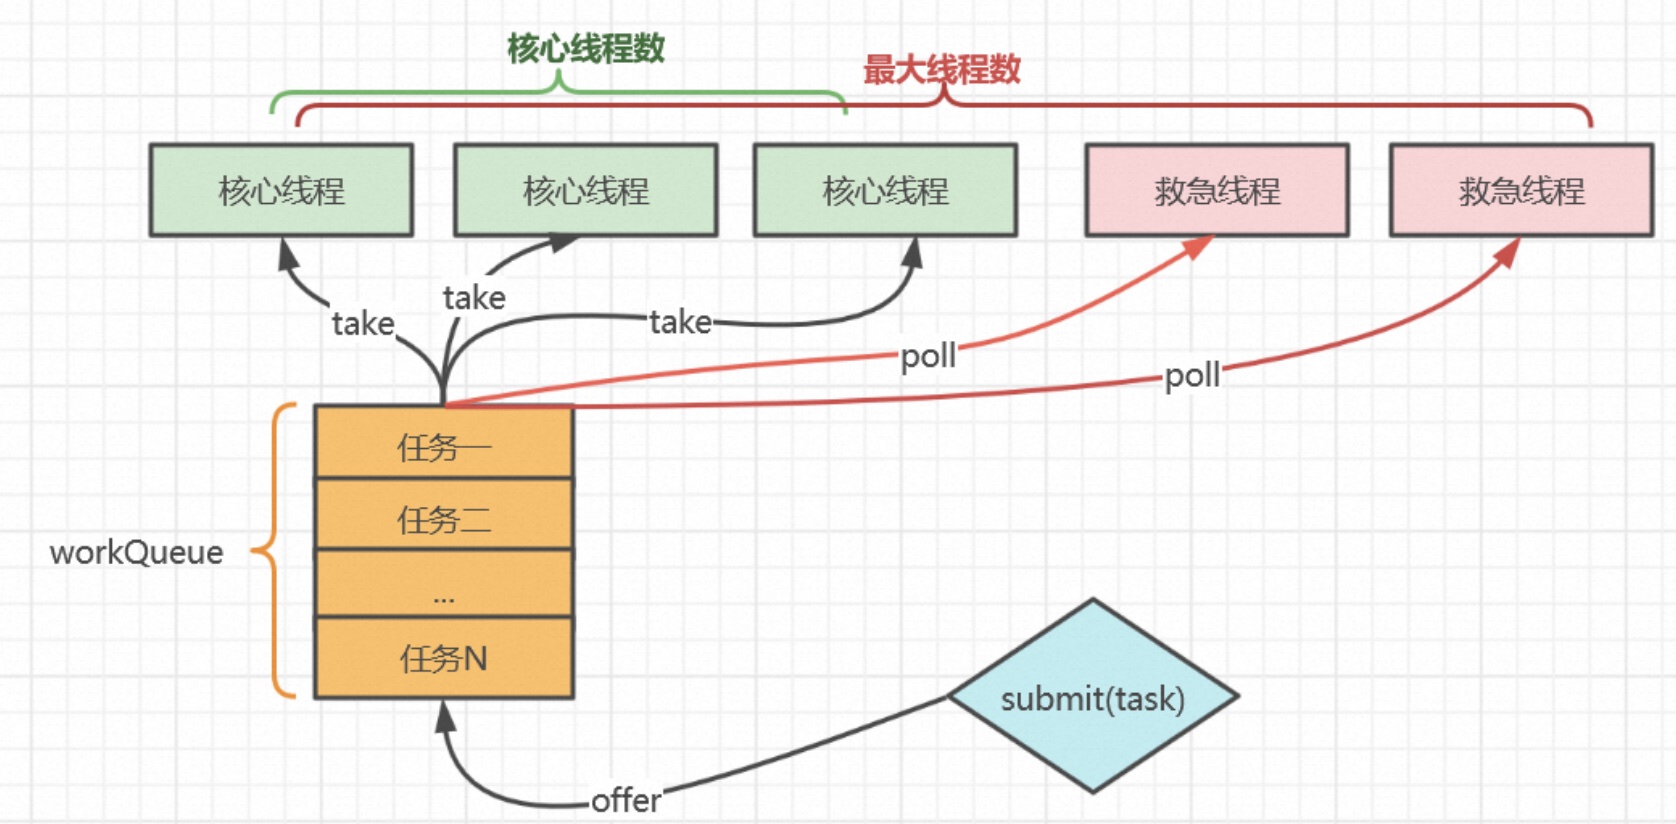 核心线程数
最大线程数
核心线程
核心线程
核心线程
救急线程
救急线程
take
take
take
poll
poll
workQueue
任务一
任务二
...
任务N
submit(task)
offer